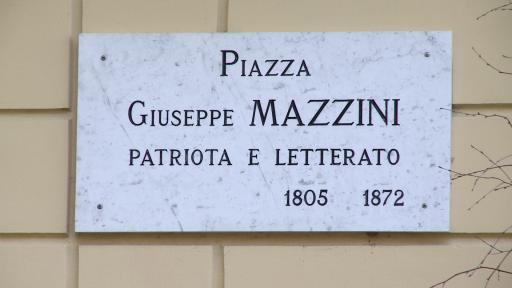 Piazza
Giuseppe MAZZINI
PATRIOTA E LETTERATO
1805 1872